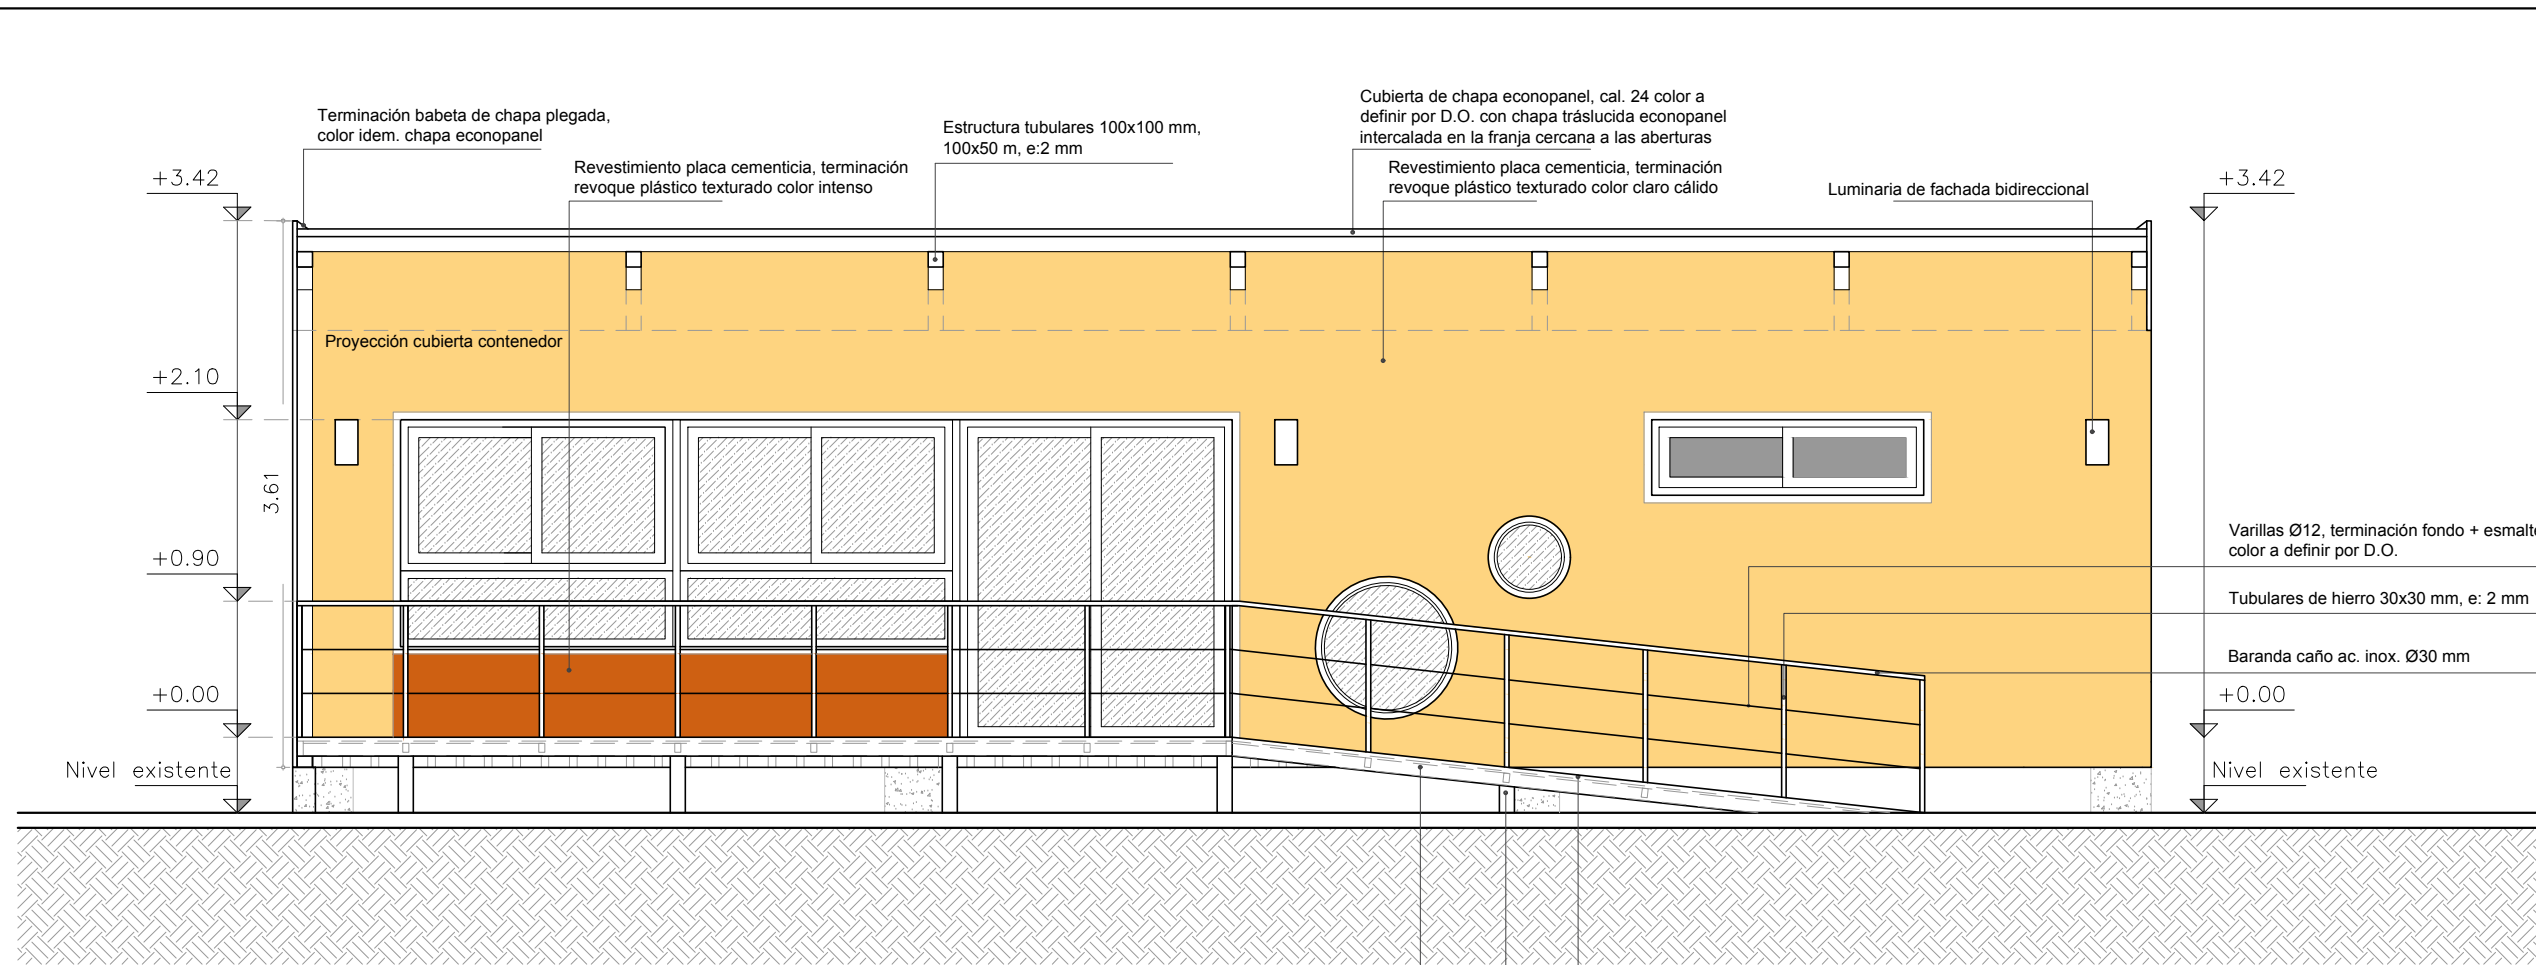 Terminación babeta de chapa plegada,
color idem. chapa econopanel
Revestimiento placa cementicia, terminación
revoque plástico texturado color intenso
Estructura tubulares 100x100 mm,
100x50 m, e:2 mm
Cubierta de chapa econopanel, cal. 24 color a
definir por D.O. con chapa tráslucida econopanel
intercalada en la franja cercana a las aberturas
Revestimiento placa cementicia, terminación
revoque plástico texturado color claro cálido
Luminaria de fachada bidireccional
+3.42
+3.42
Proyección cubierta contenedor
+2.10
3.61
+0.90
+0.00
Nivel existente
Varillas Ø12, terminación fondo + esmalte
color a definir por D.O.
Tubulares de hierro 30x30 mm, e: 2 mm
Baranda caño ac. inox. Ø30 mm
+0.00
Nivel existente